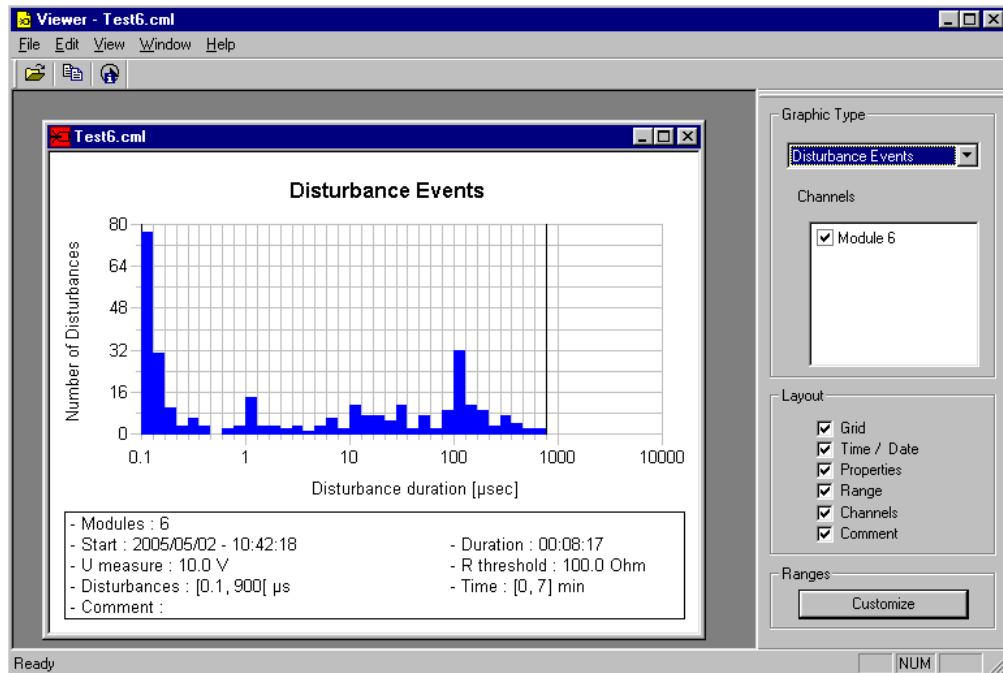 Viewer - Test6.cml
File Edit View Window Help
Test6.cml
Disturbance Events
Number of Disturbances
80
64
48
32
16
0
0.1 1 10 100 1000 10000
Disturbance duration [µsec]
- Modules : 6
- Start : 2005/05/02 - 10:42:18 - Duration : 00:08:17
- U measure : 10.0 V - R threshold : 100.0 Ohm
- Disturbances : [0.1, 900[ µs - Time : [0, 7] min
- Comment :
Graphic Type
Disturbance Events
Channels
Module 6
Layout
Grid
Time / Date
Properties
Range
Channels
Comment
Ranges
Customize
Ready NUM